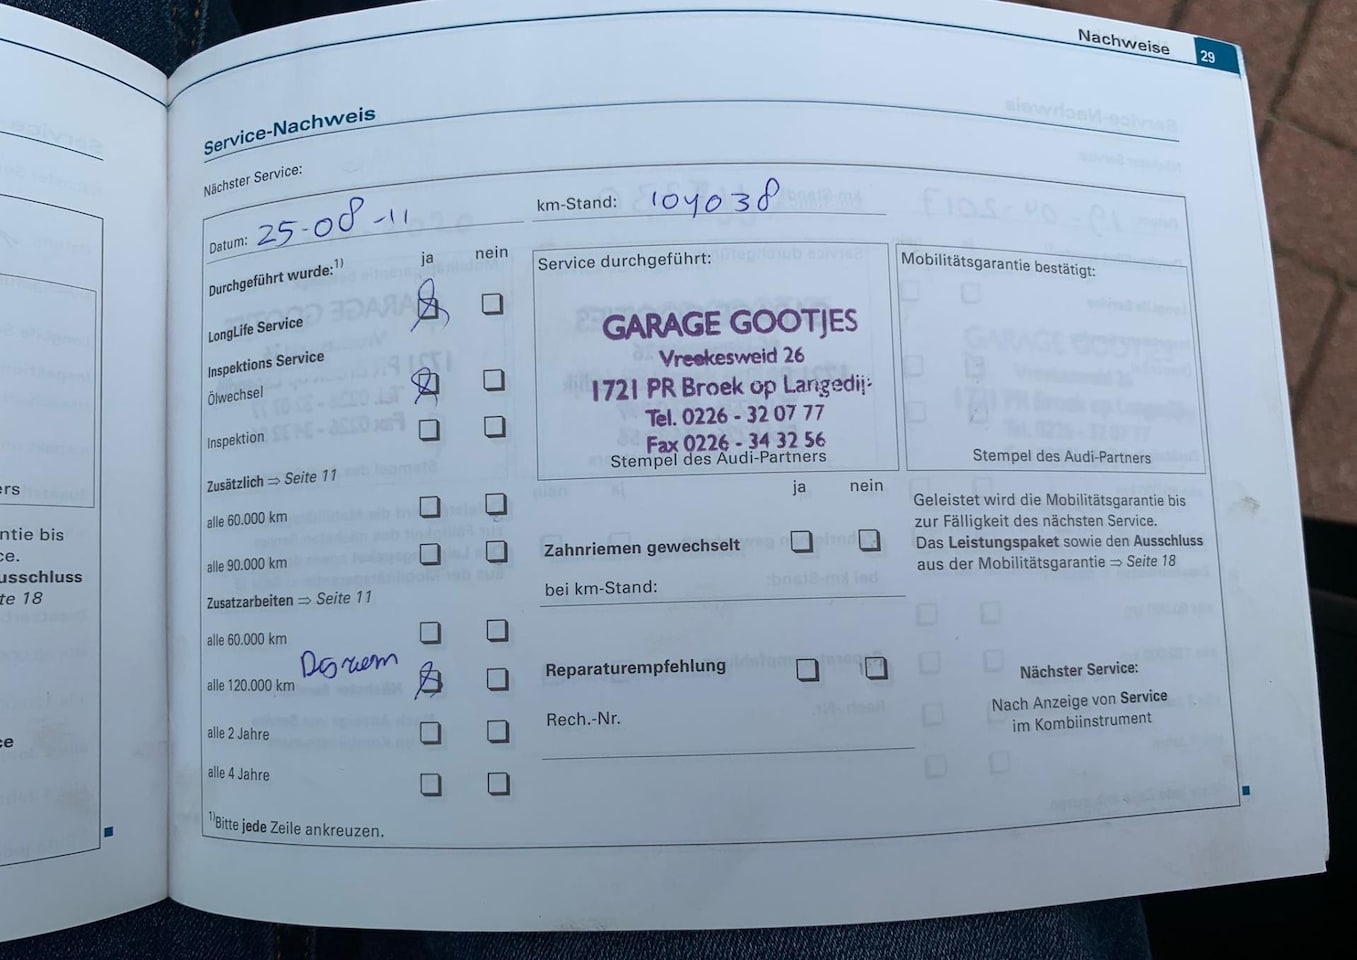 Nachweise 29
Service-Nachweis
Nächster Service:
Datum: 25-08-11
km-Stand: 104038
Durchgeführt wurde:1) ja nein
LongLife Service
Inspektions Service
Ölwechsel
Inspektion
Zusätzlich ⇒ Seite 11
alle 60.000 km
alle 90.000 km
Zusatzarbeiten ⇒ Seite 11
alle 60.000 km
alle 120.000 km
alle 2 Jahre
alle 4 Jahre
1)Bitte jede Zeile ankreuzen.
Service durchgeführt:
GARAGE GOOTJES
Vreekesweid 26
1721 PR Broek op Langedij
Tel. 0226 - 32 07 77
Fax 0226 - 34 32 56
Stempel des Audi-Partners
ja nein
Zahnriemen gewechselt
bei km-Stand:
Reparaturempfehlung
Rech.-Nr.
Mobilitätsgarantie bestätigt:
Stempel des Audi-Partners
Geleistet wird die Mobilitätsgarantie bis
zur Fälligkeit des nächsten Service.
Das Leistungspaket sowie den Ausschluss
aus der Mobilitätsgarantie ⇒ Seite 18
Nächster Service:
Nach Anzeige von Service
im Kombiinstrument